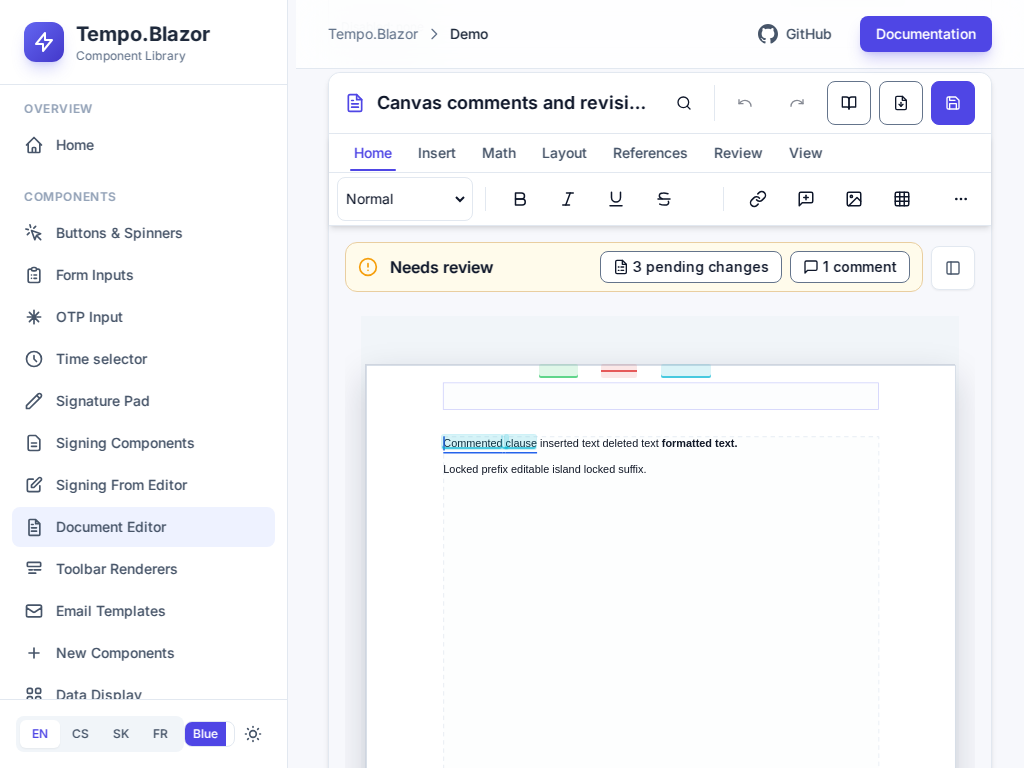 Tempo.Blazor
Component Library
OVERVIEW
Home
COMPONENTS
Buttons & Spinners
Form Inputs
OTP Input
Time selector
Signature Pad
Signing Components
Signing From Editor
Document Editor
Toolbar Renderers
Email Templates
New Components
Data Display
EN CS SK FR Blue
Tempo.Blazor > Demo
GitHub
Documentation
Canvas comments and revisi...
Home Insert Math Layout References Review View
Normal B I U S ...
Needs review
3 pending changes
1 comment
Commented clause inserted text deleted text formatted text.
Locked prefix editable island locked suffix.